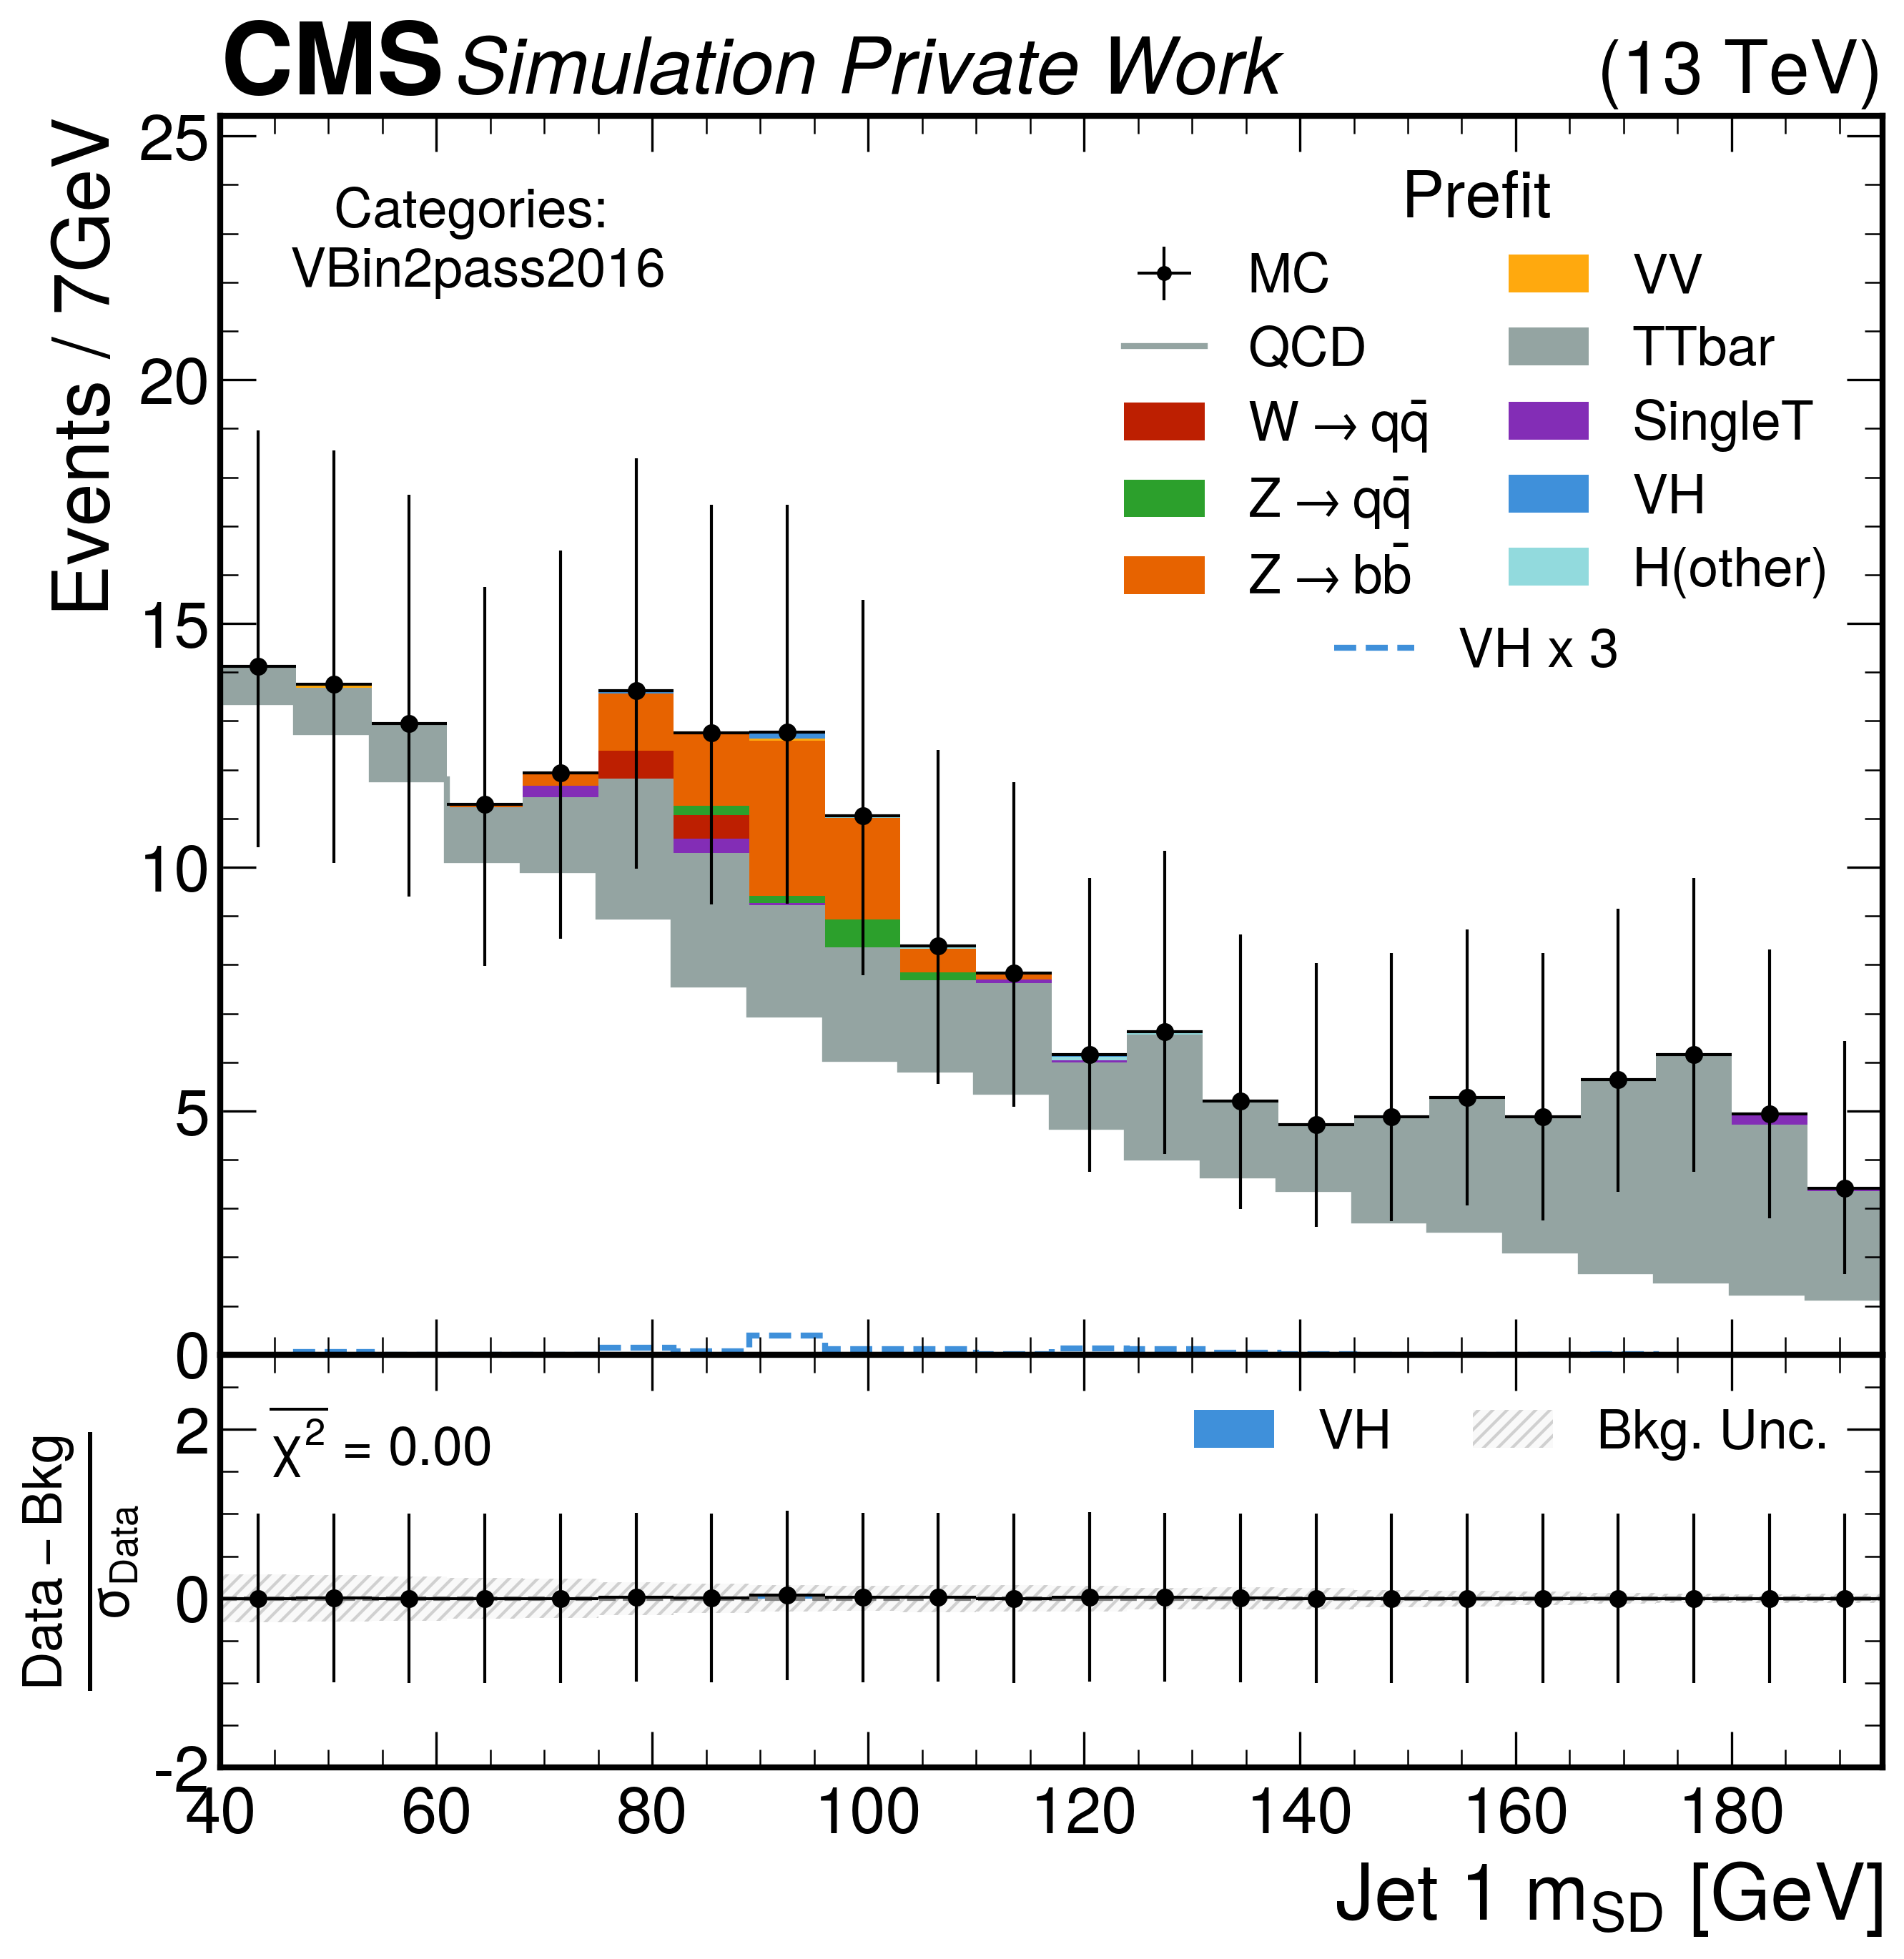 CMS Simulation Private Work (13 TeV)
Events / 7GeV
25
20
15
10
5
0
Categories:
VBin2pass2016
Prefit
MC
QCD
W → qq̄
Z → qq̄
Z → bb̄
VV
TTbar
SingleT
VH
H(other)
VH x 3
Data – Bkg
σ_Data
2
0
-2
χ² = 0.00
VH
Bkg. Unc.
40 60 80 100 120 140 160 180
Jet 1 m_SD [GeV]